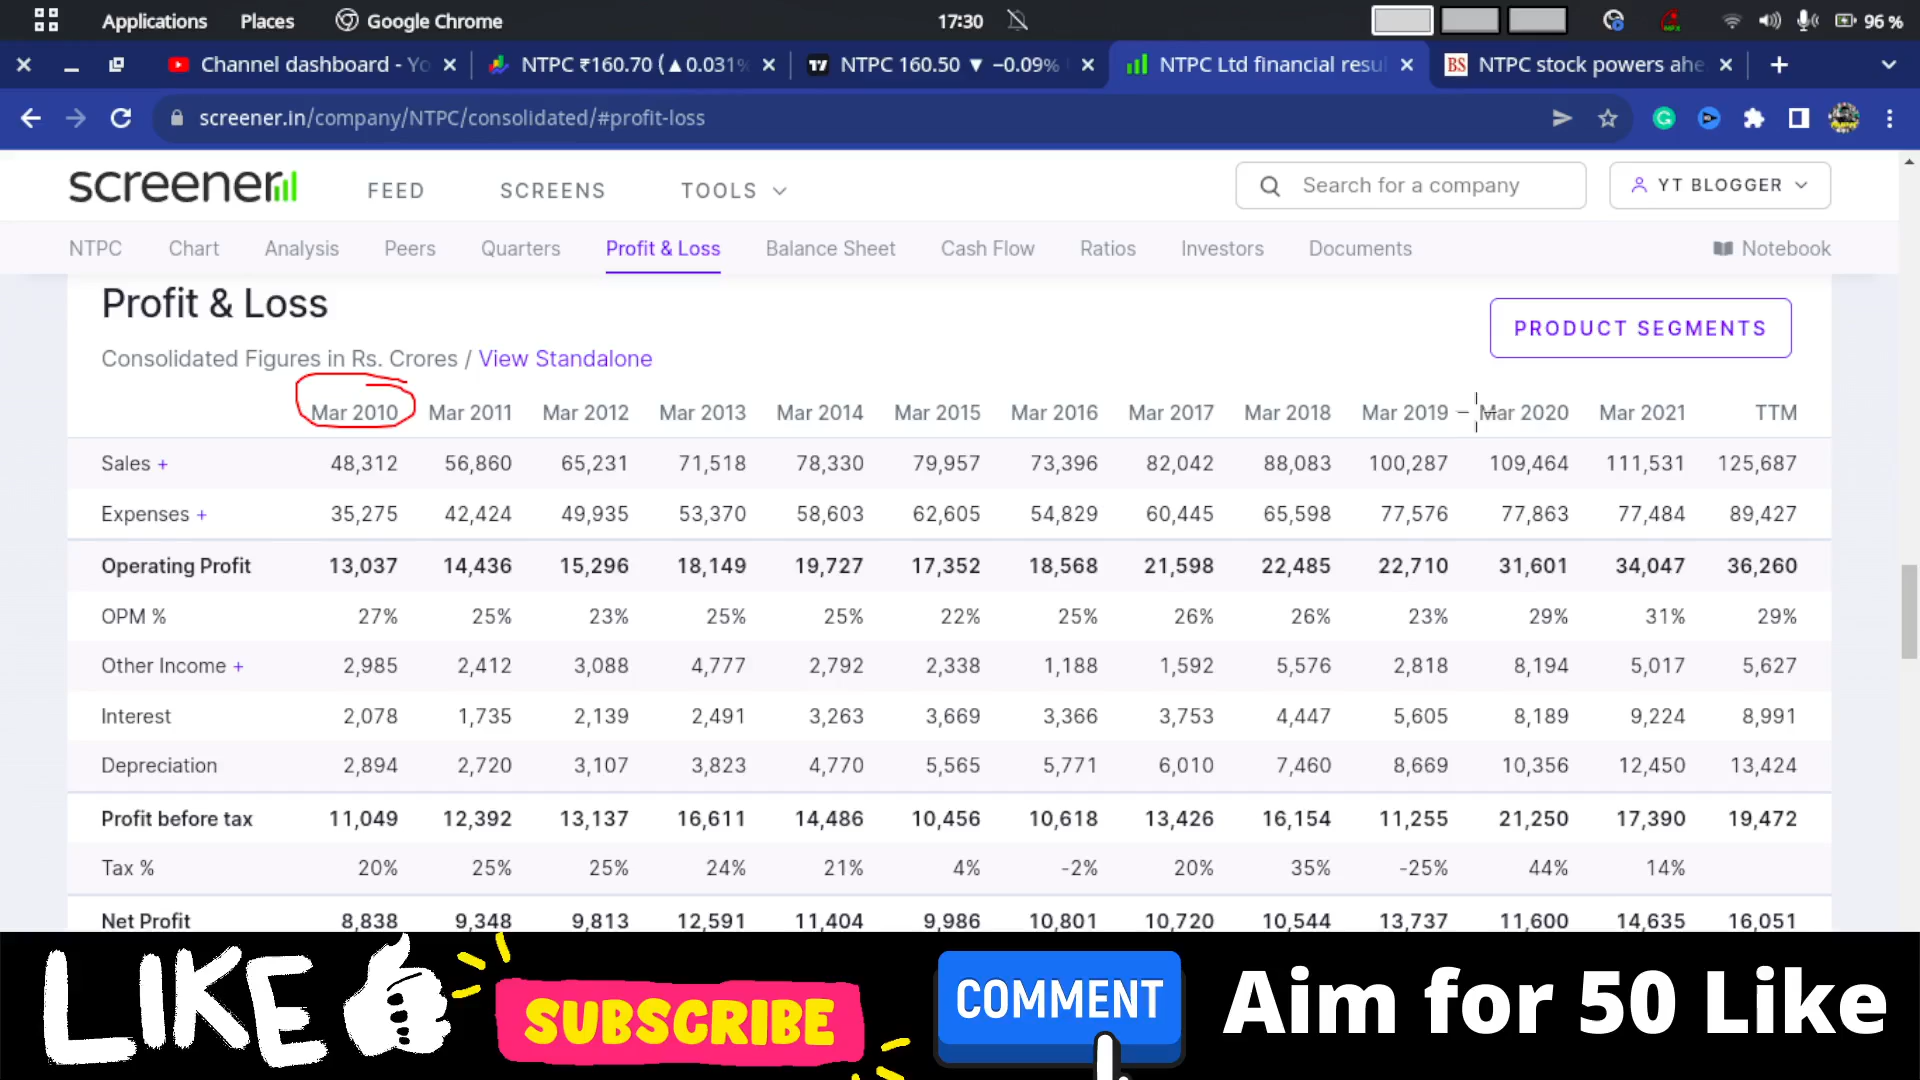 Applications Places Google Chrome 17:30 96 %
Channel dashboard - Yo NTPC ₹160.70 (▲0.031% NTPC 160.50 ▼ −0.09% NTPC Ltd financial resul BS NTPC stock powers ahe
screener.in/company/NTPC/consolidated/#profit-loss
screener FEED SCREENS TOOLS Search for a company YT BLOGGER
NTPC Chart Analysis Peers Quarters Profit & Loss Balance Sheet Cash Flow Ratios Investors Documents Notebook
Profit & Loss
PRODUCT SEGMENTS
Consolidated Figures in Rs. Crores / View Standalone
Mar 2010 Mar 2011 Mar 2012 Mar 2013 Mar 2014 Mar 2015 Mar 2016 Mar 2017 Mar 2018 Mar 2019 Mar 2020 Mar 2021 TTM
Sales + 48,312 56,860 65,231 71,518 78,330 79,957 73,396 82,042 88,083 100,287 109,464 111,531 125,687
Expenses + 35,275 42,424 49,935 53,370 58,603 62,605 54,829 60,445 65,598 77,576 77,863 77,484 89,427
Operating Profit 13,037 14,436 15,296 18,149 19,727 17,352 18,568 21,598 22,485 22,710 31,601 34,047 36,260
OPM % 27% 25% 23% 25% 25% 22% 25% 26% 26% 23% 29% 31% 29%
Other Income + 2,985 2,412 3,088 4,777 2,792 2,338 1,188 1,592 5,576 2,818 8,194 5,017 5,627
Interest 2,078 1,735 2,139 2,491 3,263 3,669 3,366 3,753 4,447 5,605 8,189 9,224 8,991
Depreciation 2,894 2,720 3,107 3,823 4,770 5,565 5,771 6,010 7,460 8,669 10,356 12,450 13,424
Profit before tax 11,049 12,392 13,137 16,611 14,486 10,456 10,618 13,426 16,154 11,255 21,250 17,390 19,472
Tax % 20% 25% 25% 24% 21% 4% -2% 20% 35% -25% 44% 14%
Net Profit 8,838 9,348 9,813 12,591 11,404 9,986 10,801 10,720 10,544 13,737 11,600 14,635 16,051
LIKE SUBSCRIBE COMMENT Aim for 50 Like